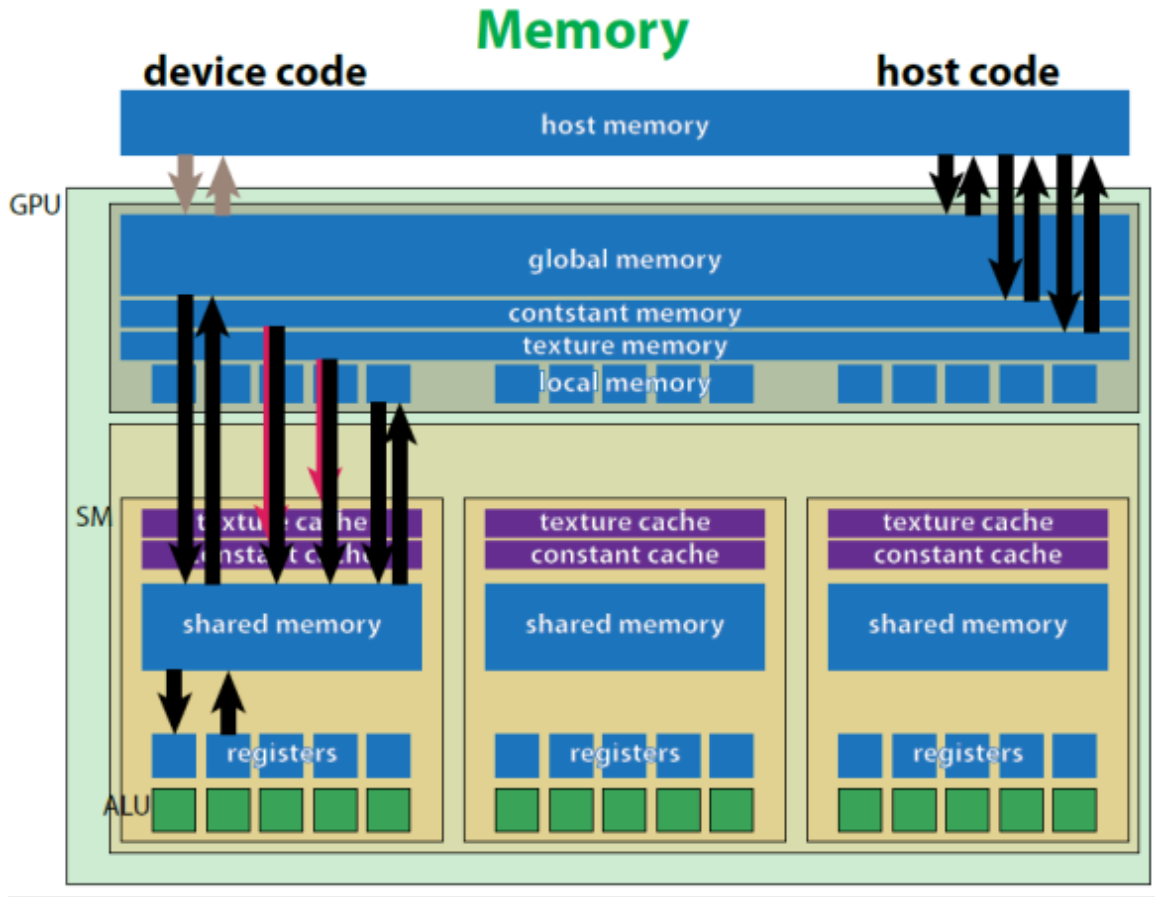 Memory
device code
host code
host memory
GPU
global memory
contstant memory
texture memory
local memory
SM
texture cache
texture cache
texture cache
constant cache
constant cache
constant cache
shared memory
shared memory
shared memory
registers
registers
registers
ALU